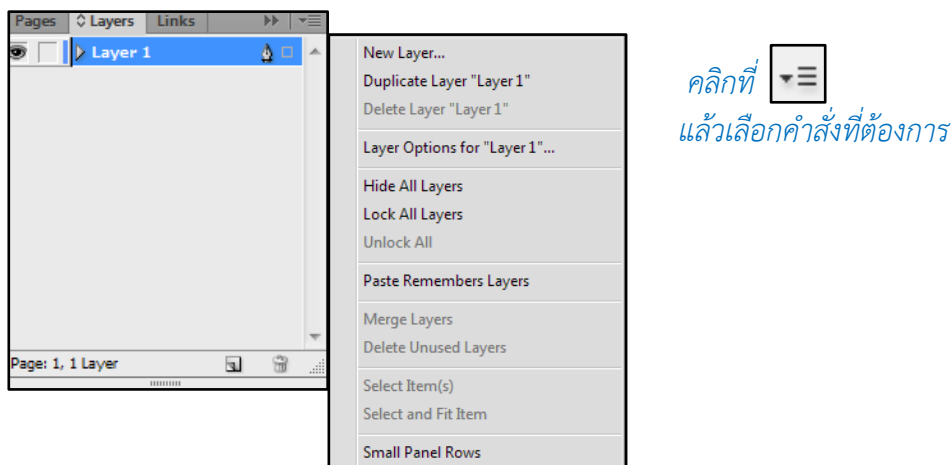 Pages Layers Links
Layer 1
Page: 1, 1 Layer
New Layer...
Duplicate Layer "Layer 1"
Delete Layer "Layer 1"
Layer Options for "Layer 1"...
Hide All Layers
Lock All Layers
Unlock All
Paste Remembers Layers
Merge Layers
Delete Unused Layers
Select Item(s)
Select and Fit Item
Small Panel Rows
คลิกที่
แล้วเลือกคำสั่งที่ต้องการ